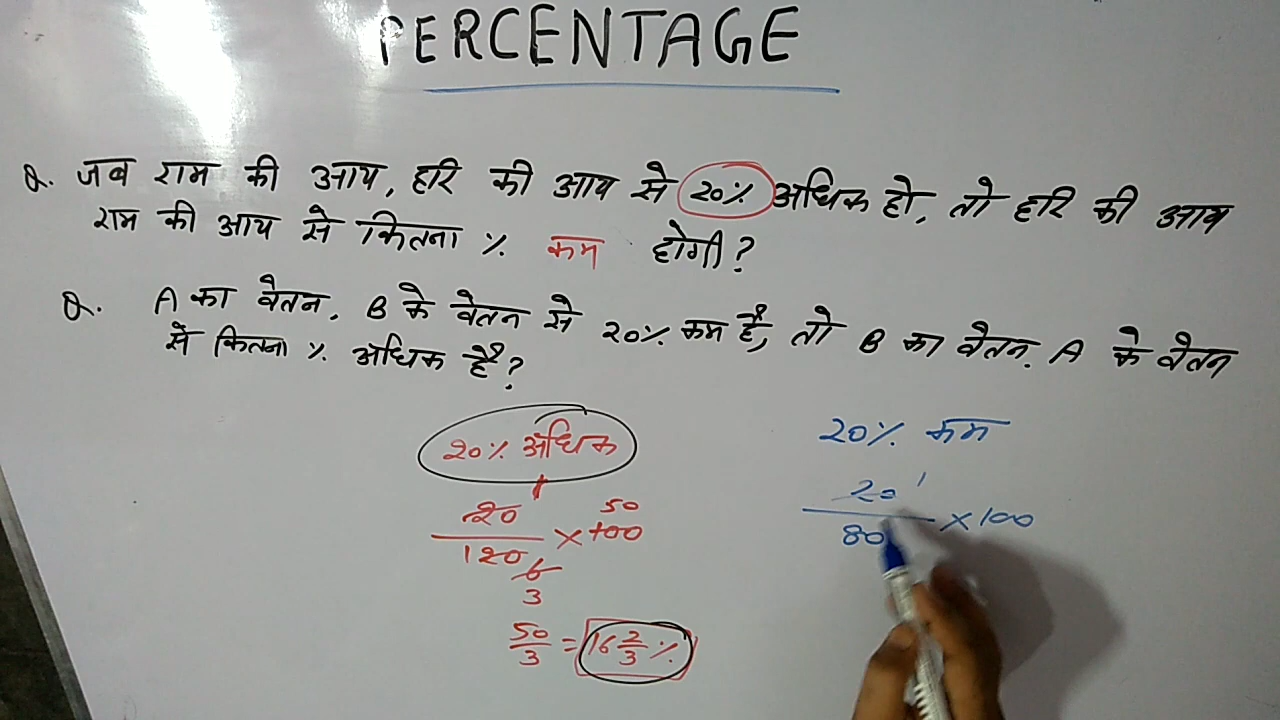 PERCENTAGE
Q. जब राम की आय, हरि की आय से 20% अधिक हो, तो हरि की आय
राम की आय से कितना % कम होगी?
Q. A का वेतन, B के वेतन से 20% कम है, तो B का वेतन. A के वेतन
से कितना % अधिक है?
20% अधिक
20/120 × 100
1 50
6
3
50/3 = 16 2/3 %
20% कम
20/80 × 100
1